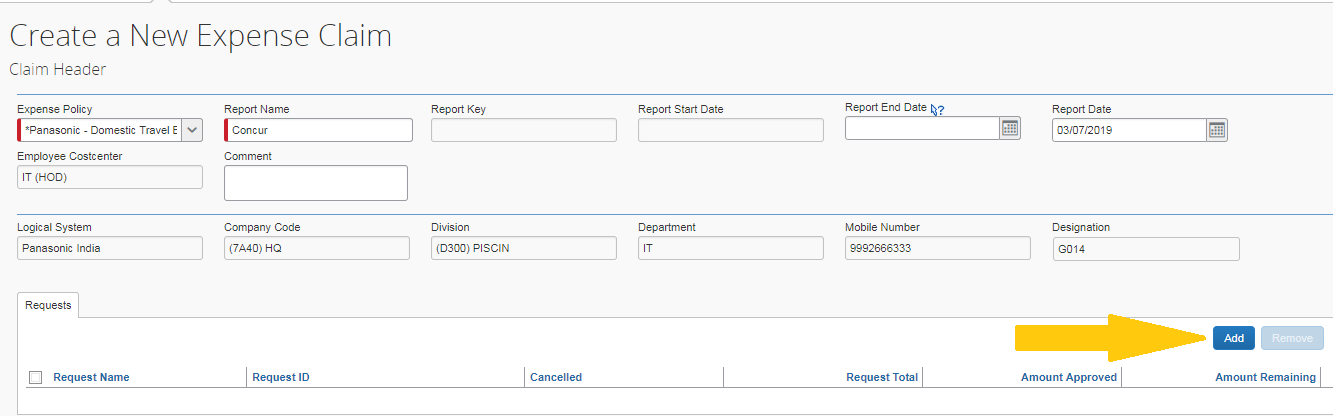 Create a New Expense Claim
Claim Header
Expense Policy Report Name Report Key Report Start Date Report End Date ? Report Date
*Panasonic - Domestic Travel E Concur 03/07/2019
Employee Costcenter Comment
IT (HOD)
Logical System Company Code Division Department Mobile Number Designation
Panasonic India (7A40) HQ (D300) PISCIN IT 9992666333 G014
Requests
Add Remove
Request Name Request ID Cancelled Request Total Amount Approved Amount Remaining